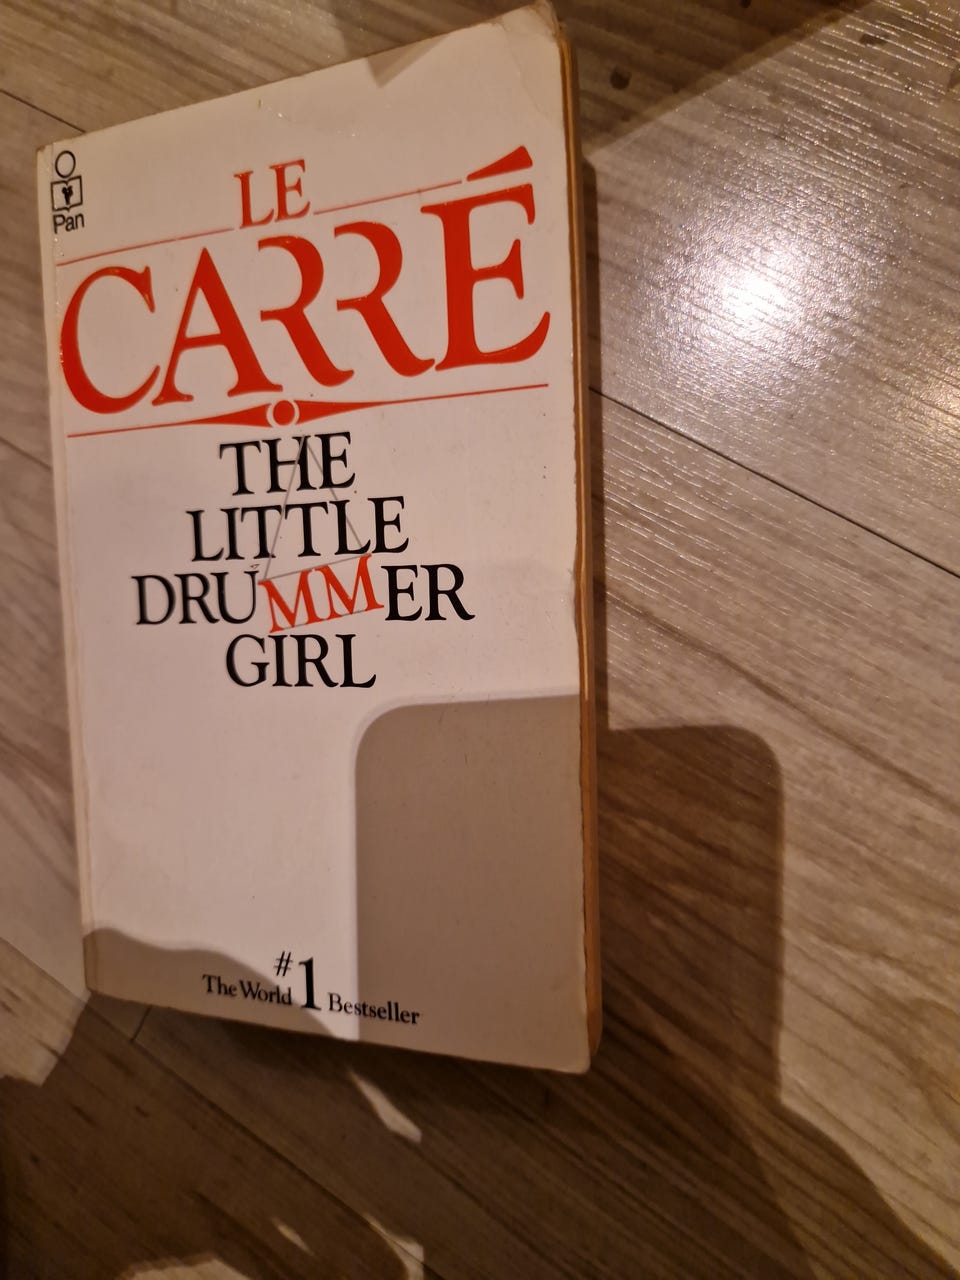 Pan
LE
CARRÉ
THE
LITTLE
DRUMMER
GIRL
#1
The World Bestseller